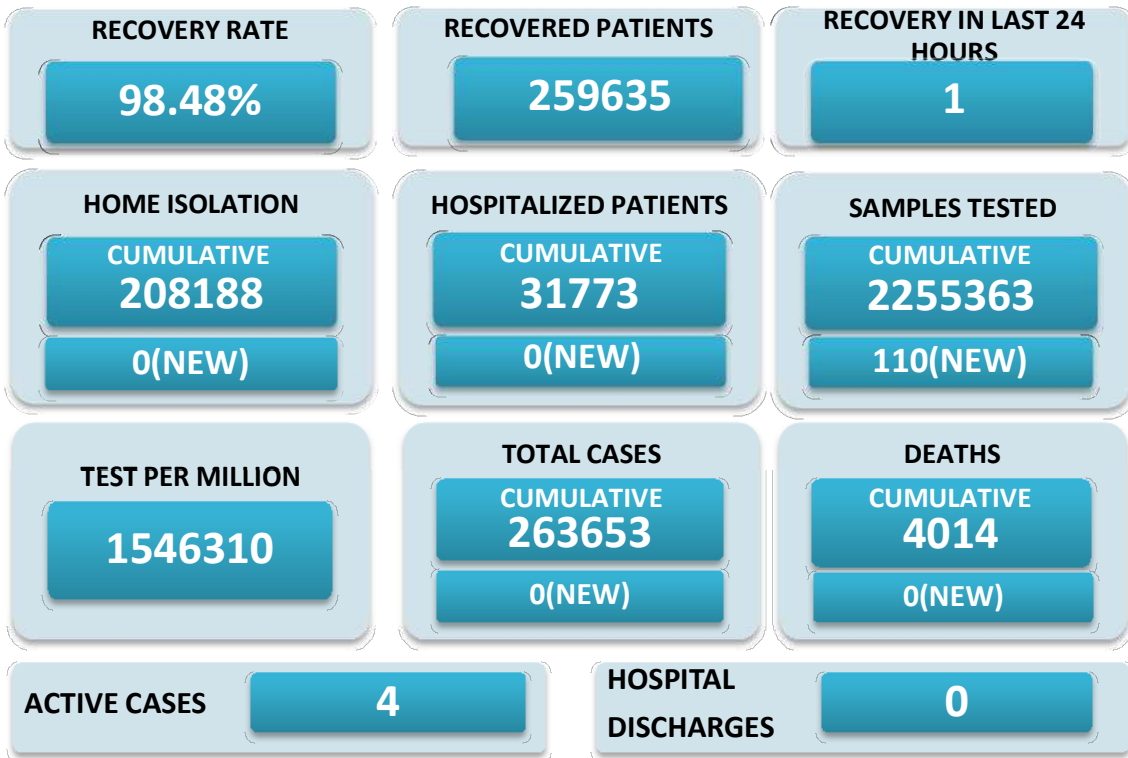 RECOVERY RATE
98.48%
RECOVERED PATIENTS
259635
RECOVERY IN LAST 24
HOURS
1
HOME ISOLATION
CUMULATIVE
208188
0(NEW)
HOSPITALIZED PATIENTS
CUMULATIVE
31773
0(NEW)
SAMPLES TESTED
CUMULATIVE
2255363
110(NEW)
TEST PER MILLION
1546310
TOTAL CASES
CUMULATIVE
263653
0(NEW)
DEATHS
CUMULATIVE
4014
0(NEW)
ACTIVE CASES
4
HOSPITAL
DISCHARGES
0